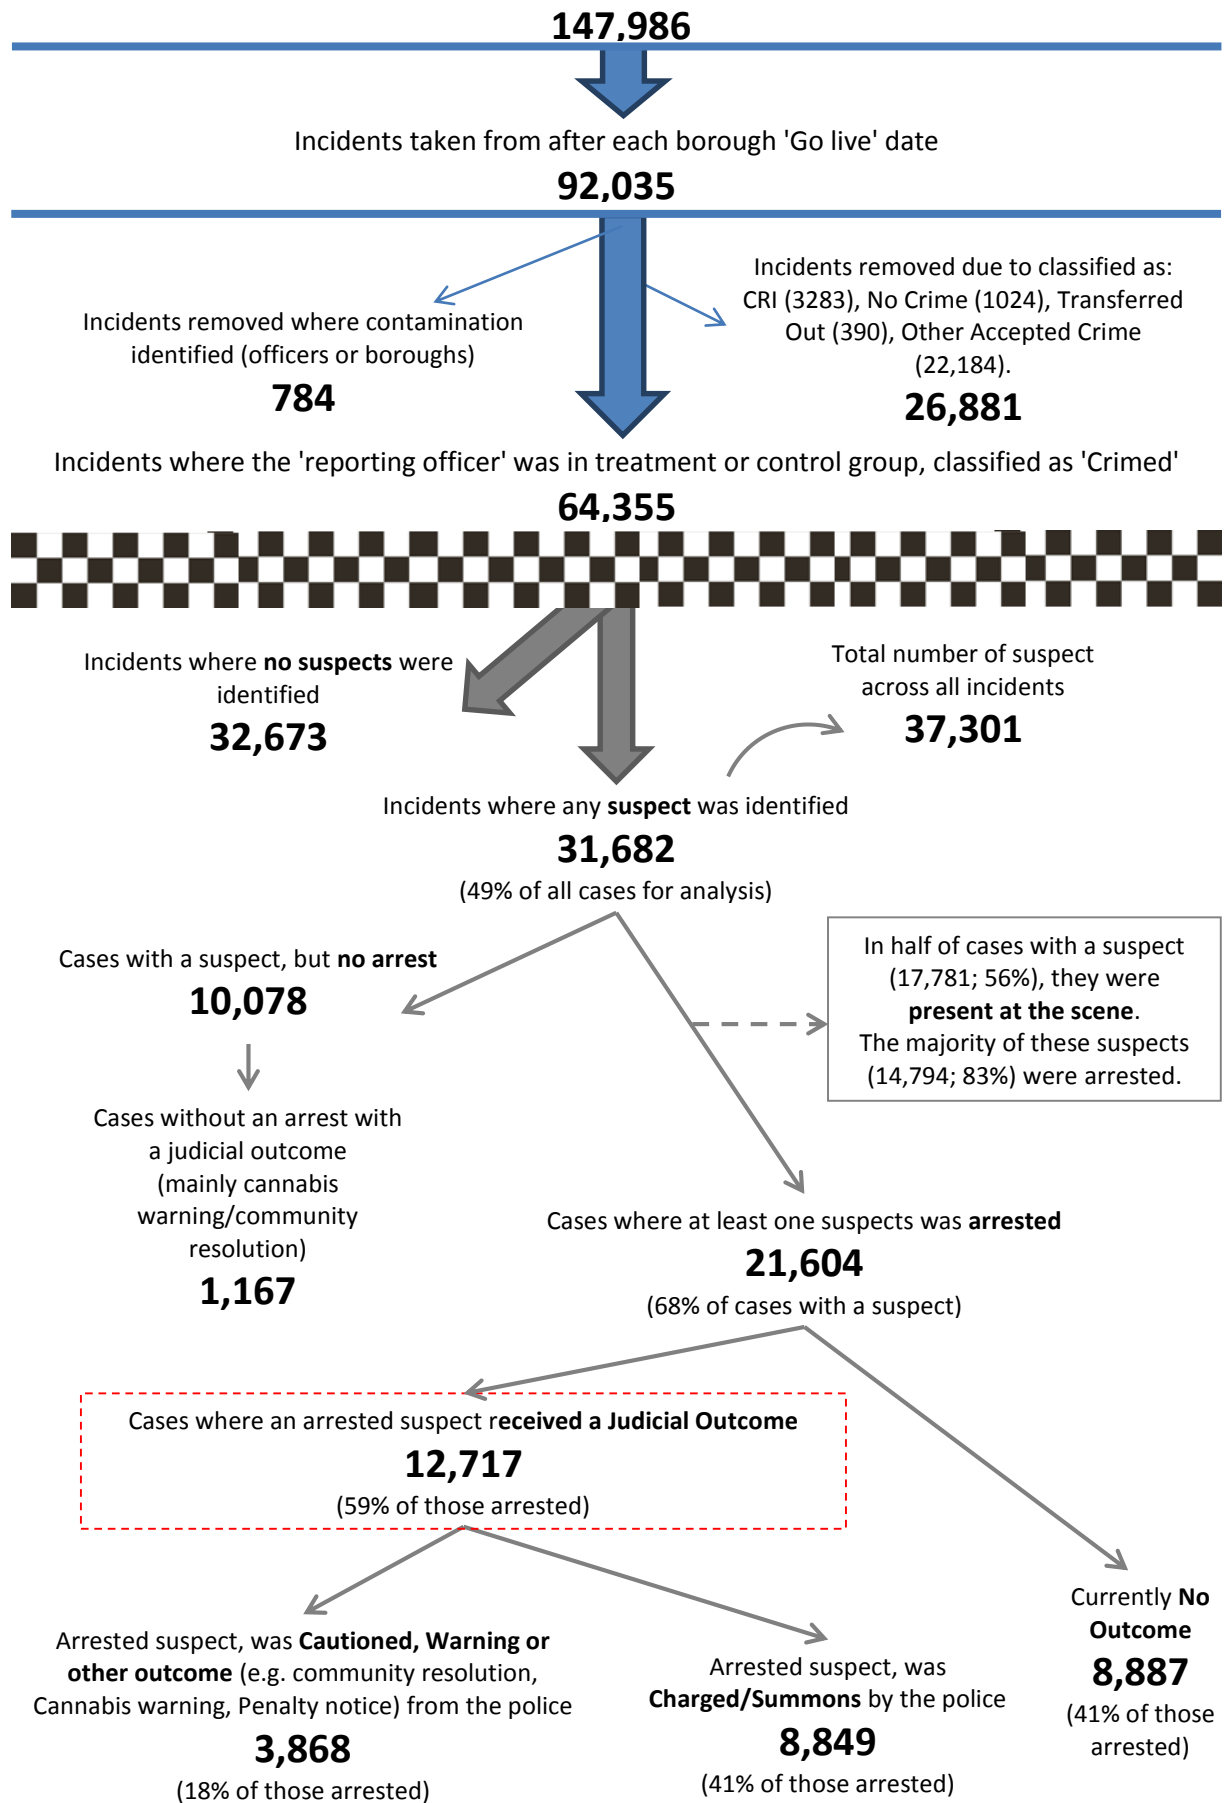 147,986
Incidents taken from after each borough 'Go live' date
92,035
Incidents removed where contamination
identified (officers or boroughs)
784
Incidents removed due to classified as:
CRI (3283), No Crime (1024), Transferred
Out (390), Other Accepted Crime
(22,184).
26,881
Incidents where the 'reporting officer' was in treatment or control group, classified as 'Crimed'
64,355
Incidents where no suspects were
identified
32,673
Total number of suspect
across all incidents
37,301
Incidents where any suspect was identified
31,682
(49% of all cases for analysis)
Cases with a suspect, but no arrest
10,078
In half of cases with a suspect
(17,781; 56%), they were
present at the scene.
The majority of these suspects
(14,794; 83%) were arrested.
Cases without an arrest with
a judicial outcome
(mainly cannabis
warning/community
resolution)
1,167
Cases where at least one suspects was arrested
21,604
(68% of cases with a suspect)
Cases where an arrested suspect received a Judicial Outcome
12,717
(59% of those arrested)
Arrested suspect, was Cautioned, Warning or
other outcome (e.g. community resolution,
Cannabis warning, Penalty notice) from the police
3,868
(18% of those arrested)
Arrested suspect, was
Charged/Summons by the police
8,849
(41% of those arrested)
Currently No
Outcome
8,887
(41% of those
arrested)